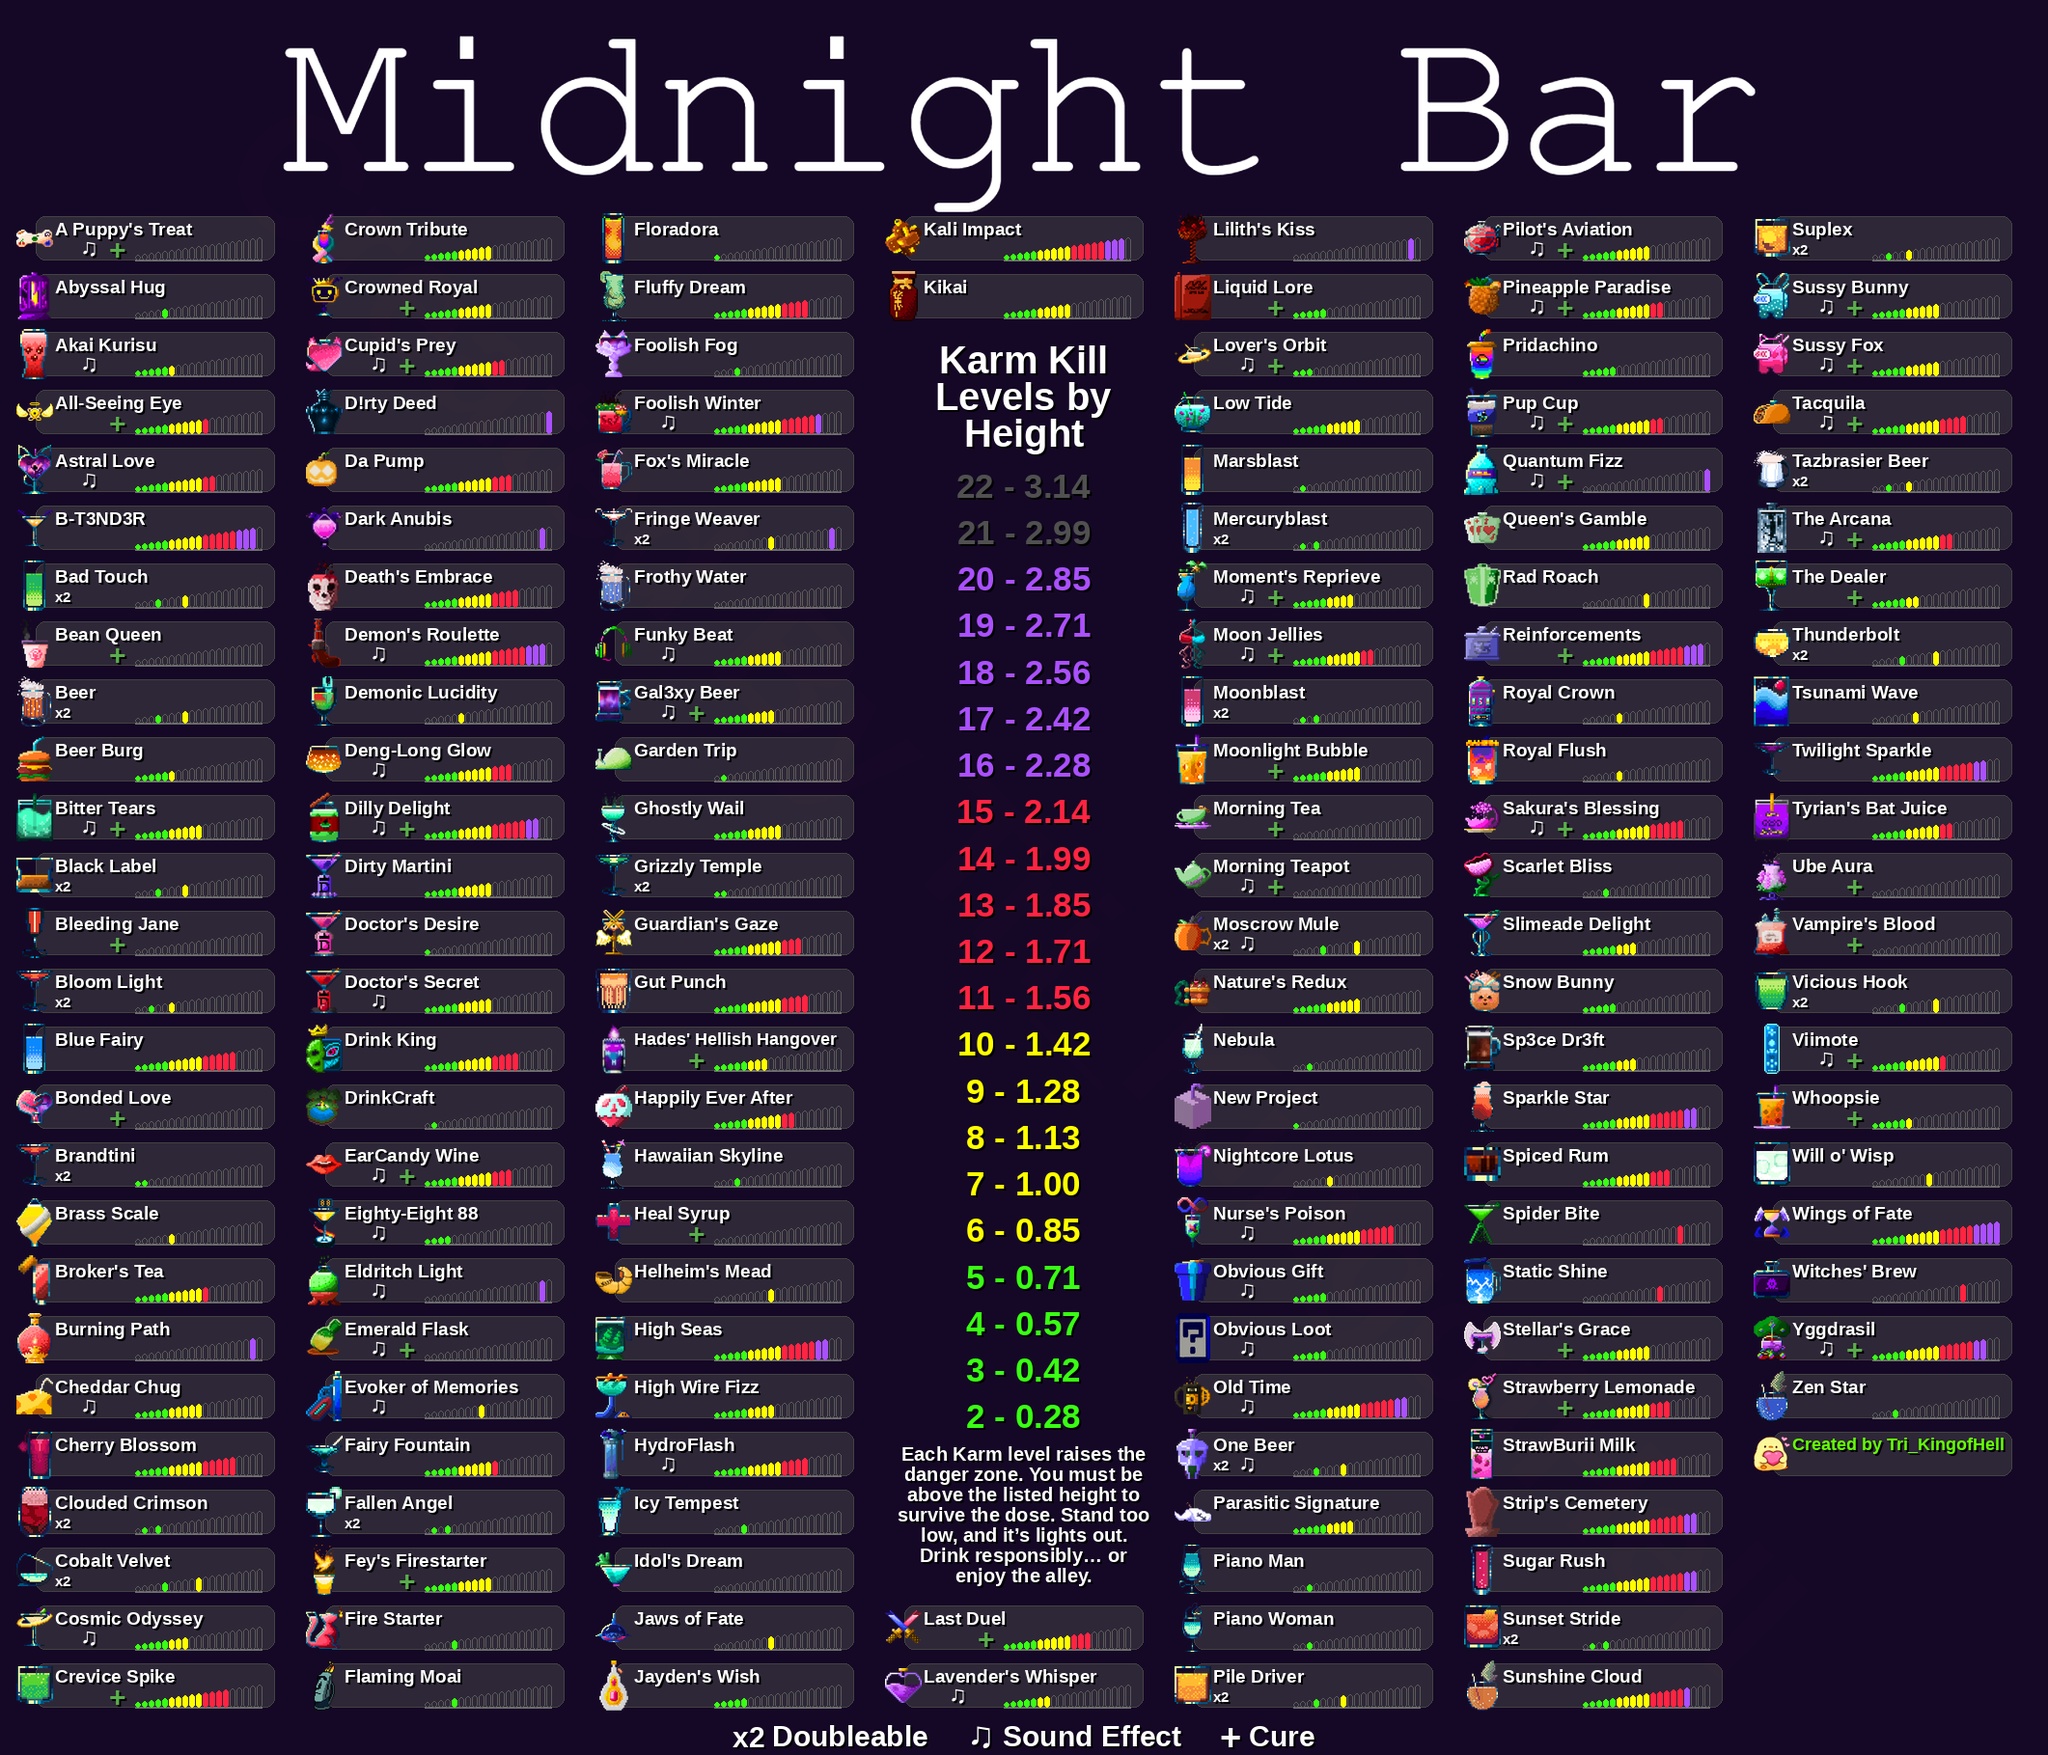 Midnight Bar
A Puppy's Treat
♫ +
Abyssal Hug
Akai Kurisu
♫
All-Seeing Eye
+
Astral Love
♫
B-T3ND3R
Bad Touch
x2
Bean Queen
+
Beer
x2
Beer Burg
Bitter Tears
♫ +
Black Label
x2
Bleeding Jane
+
Bloom Light
x2
Blue Fairy
Bonded Love
+
Brandtini
x2
Brass Scale
Broker's Tea
Burning Path
Cheddar Chug
♫
Cherry Blossom
Clouded Crimson
x2
Cobalt Velvet
x2
Cosmic Odyssey
♫
Crevice Spike
+
Crown Tribute
Crowned Royal
+
Cupid's Prey
♫ +
D!rty Deed
Da Pump
Dark Anubis
Death's Embrace
Demon's Roulette
♫
Demonic Lucidity
Deng-Long Glow
♫
Dilly Delight
♫ +
Dirty Martini
Doctor's Desire
Doctor's Secret
♫
Drink King
DrinkCraft
EarCandy Wine
♫ +
Eighty-Eight 88
♫
Eldritch Light
♫
Emerald Flask
♫ +
Evoker of Memories
♫
Fairy Fountain
Fallen Angel
x2
Fey's Firestarter
+
Fire Starter
Flaming Moai
Floradora
Fluffy Dream
Foolish Fog
Foolish Winter
♫
Fox's Miracle
Fringe Weaver
x2
Frothy Water
Funky Beat
♫
Gal3xy Beer
♫ +
Garden Trip
Ghostly Wail
Grizzly Temple
x2
Guardian's Gaze
Gut Punch
Hades' Hellish Hangover
+
Happily Ever After
Hawaiian Skyline
Heal Syrup
+
Helheim's Mead
High Seas
High Wire Fizz
HydroFlash
♫
Icy Tempest
Idol's Dream
Jaws of Fate
Jayden's Wish
Kali Impact
Kikai
Karm Kill
Levels by
Height
22 - 3.14
21 - 2.99
20 - 2.85
19 - 2.71
18 - 2.56
17 - 2.42
16 - 2.28
15 - 2.14
14 - 1.99
13 - 1.85
12 - 1.71
11 - 1.56
10 - 1.42
9 - 1.28
8 - 1.13
7 - 1.00
6 - 0.85
5 - 0.71
4 - 0.57
3 - 0.42
2 - 0.28
Each Karm level raises the
danger zone. You must be
above the listed height to
survive the dose. Stand too
low, and it’s lights out.
Drink responsibly… or
enjoy the alley.
Last Duel
+
Lavender's Whisper
♫
Lilith's Kiss
Liquid Lore
+
Lover's Orbit
♫ +
Low Tide
Marsblast
Mercuryblast
x2
Moment's Reprieve
♫ +
Moon Jellies
♫ +
Moonblast
x2
Moonlight Bubble
+
Morning Tea
+
Morning Teapot
♫ +
Moscrow Mule
x2 ♫
Nature's Redux
Nebula
New Project
Nightcore Lotus
Nurse's Poison
♫
Obvious Gift
♫
Obvious Loot
♫
Old Time
♫
One Beer
x2 ♫
Parasitic Signature
Piano Man
Piano Woman
Pile Driver
x2
Pilot's Aviation
♫ +
Pineapple Paradise
♫ +
Pridachino
Pup Cup
♫ +
Quantum Fizz
♫ +
Queen's Gamble
Rad Roach
Reinforcements
+
Royal Crown
Royal Flush
Sakura's Blessing
♫ +
Scarlet Bliss
Slimeade Delight
Snow Bunny
Sp3ce Dr3ft
Sparkle Star
Spiced Rum
Spider Bite
Static Shine
Stellar's Grace
+
Strawberry Lemonade
+
StrawBurii Milk
Strip's Cemetery
Sugar Rush
Sunset Stride
x2
Sunshine Cloud
Suplex
x2
Sussy Bunny
♫ +
Sussy Fox
♫ +
Tacquila
♫ +
Tazbrasier Beer
x2
The Arcana
♫ +
The Dealer
+
Thunderbolt
x2
Tsunami Wave
Twilight Sparkle
Tyrian's Bat Juice
Ube Aura
+
Vampire's Blood
+
Vicious Hook
x2
Viimote
♫ +
Whoopsie
+
Will o' Wisp
Wings of Fate
Witches' Brew
Yggdrasil
♫ +
Zen Star
Created by Tri_KingofHell
x2 Doubleable ♫ Sound Effect + Cure